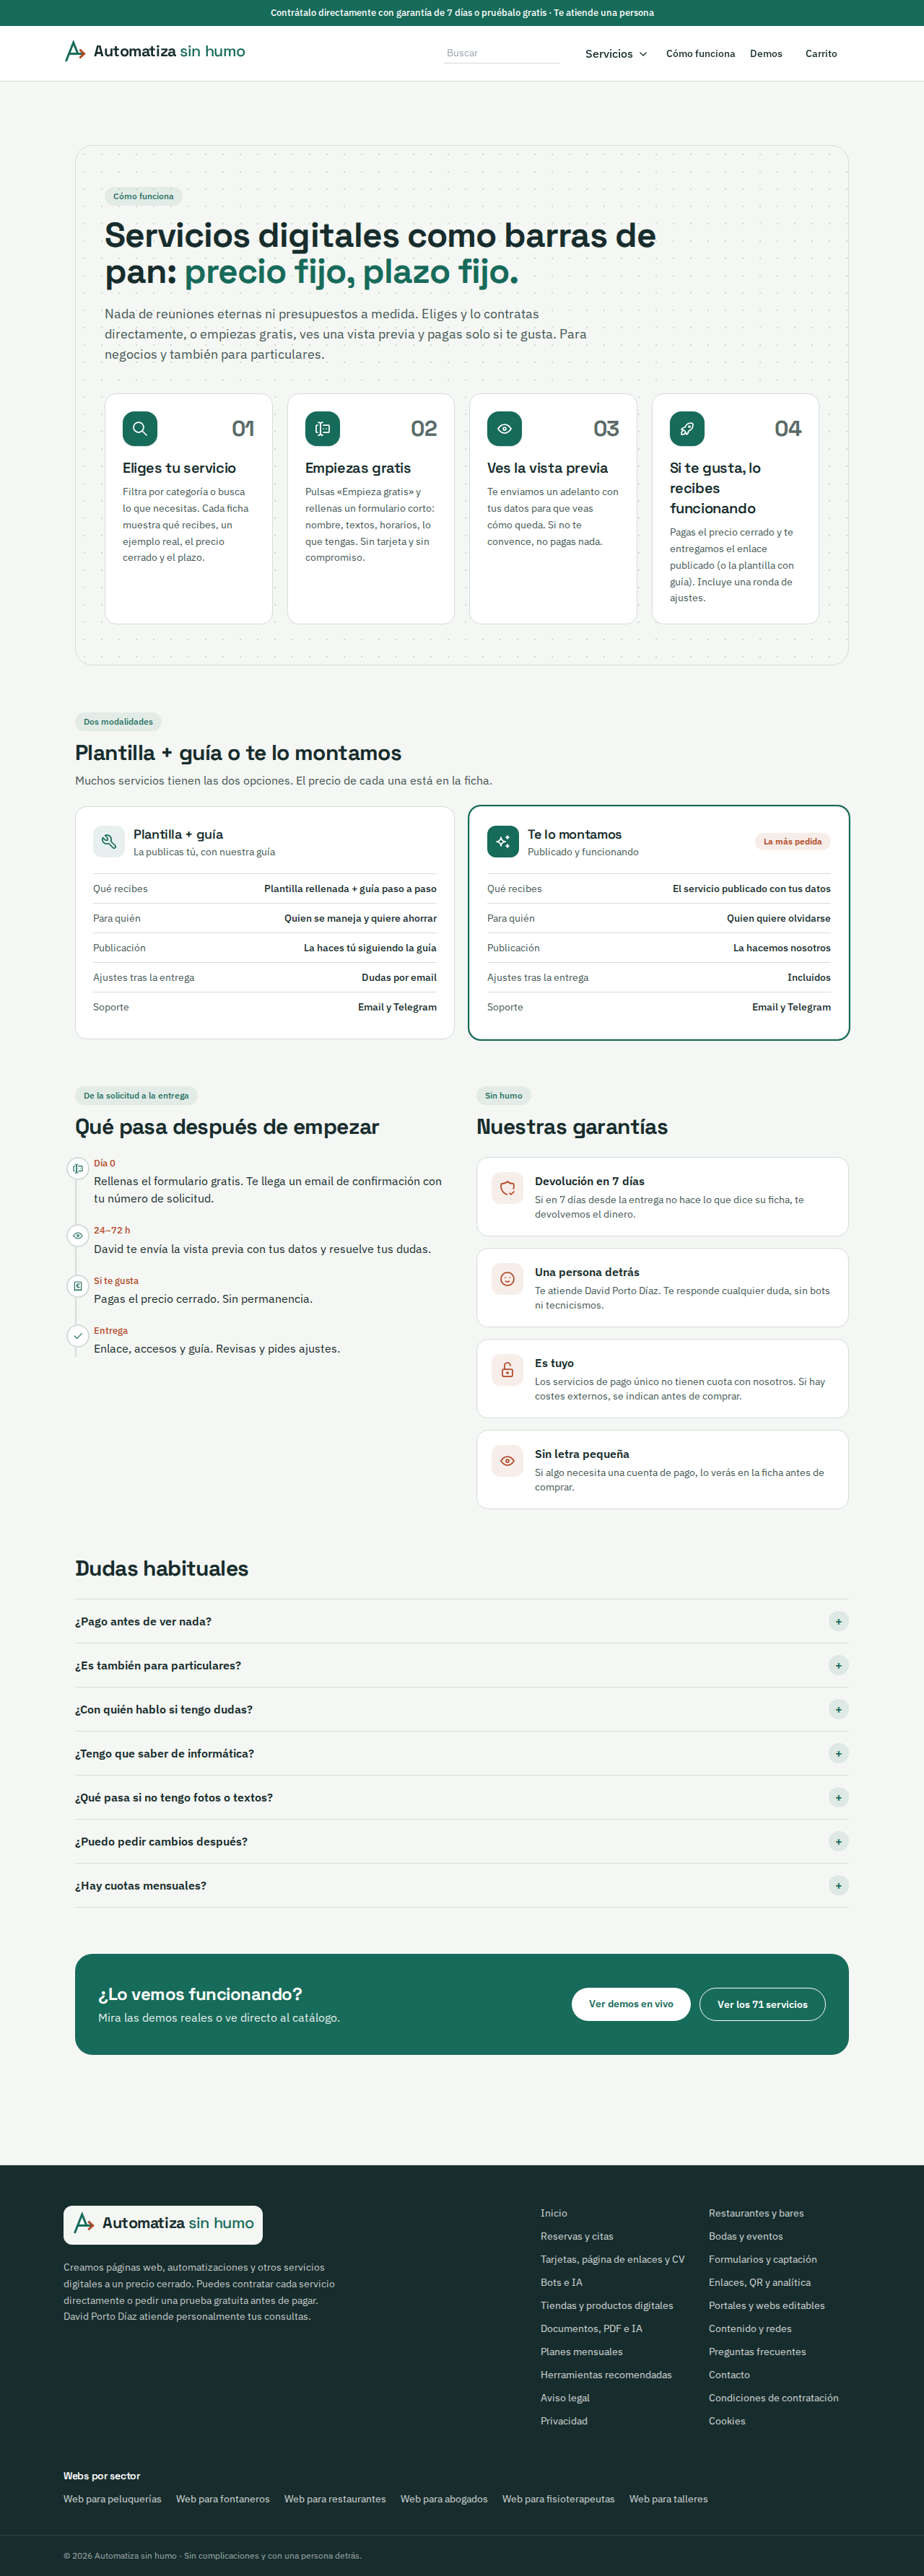 Contrátalo directamente con garantía de 7 días o pruébalo gratis · Te atiende una persona
Automatiza sin humo
Buscar
Servicios
Cómo funciona
Demos
Carrito
Cómo funciona
Servicios digitales como barras de
pan: precio fijo, plazo fijo.
Nada de reuniones eternas ni presupuestos a medida. Eliges y lo contratas
directamente, o empiezas gratis, ves una vista previa y pagas solo si te gusta. Para
negocios y también para particulares.
01
Eliges tu servicio
Filtra por categoría o busca
lo que necesitas. Cada ficha
muestra qué recibes, un
ejemplo real, el precio
cerrado y el plazo.
02
Empiezas gratis
Pulsas «Empieza gratis» y
rellenas un formulario corto:
nombre, textos, horarios, lo
que tengas. Sin tarjeta y sin
compromiso.
03
Ves la vista previa
Te enviamos un adelanto con
tus datos para que veas
cómo queda. Si no te
convence, no pagas nada.
04
Si te gusta, lo
recibes
funcionando
Pagas el precio cerrado y te
entregamos el enlace
publicado (o la plantilla con
guía). Incluye una ronda de
ajustes.
Dos modalidades
Plantilla + guía o te lo montamos
Muchos servicios tienen las dos opciones. El precio de cada una está en la ficha.
Plantilla + guía
La publicas tú, con nuestra guía
Qué recibes Plantilla rellenada + guía paso a paso
Para quién Quien se maneja y quiere ahorrar
Publicación La haces tú siguiendo la guía
Ajustes tras la entrega Dudas por email
Soporte Email y Telegram
Te lo montamos
Publicado y funcionando
La más pedida
Qué recibes El servicio publicado con tus datos
Para quién Quien quiere olvidarse
Publicación La hacemos nosotros
Ajustes tras la entrega Incluidos
Soporte Email y Telegram
De la solicitud a la entrega
Qué pasa después de empezar
Día 0
Rellenas el formulario gratis. Te llega un email de confirmación con
tu número de solicitud.
24–72 h
David te envía la vista previa con tus datos y resuelve tus dudas.
Si te gusta
Pagas el precio cerrado. Sin permanencia.
Entrega
Enlace, accesos y guía. Revisas y pides ajustes.
Sin humo
Nuestras garantías
Devolución en 7 días
Si en 7 días desde la entrega no hace lo que dice su ficha, te
devolvemos el dinero.
Una persona detrás
Te atiende David Porto Díaz. Te responde cualquier duda, sin bots
ni tecnicismos.
Es tuyo
Los servicios de pago único no tienen cuota con nosotros. Si hay
costes externos, se indican antes de comprar.
Sin letra pequeña
Si algo necesita una cuenta de pago, lo verás en la ficha antes de
comprar.
Dudas habituales
¿Pago antes de ver nada? +
¿Es también para particulares? +
¿Con quién hablo si tengo dudas? +
¿Tengo que saber de informática? +
¿Qué pasa si no tengo fotos o textos? +
¿Puedo pedir cambios después? +
¿Hay cuotas mensuales? +
¿Lo vemos funcionando?
Mira las demos reales o ve directo al catálogo.
Ver demos en vivo
Ver los 71 servicios
Automatiza sin humo
Creamos páginas web, automatizaciones y otros servicios
digitales a un precio cerrado. Puedes contratar cada servicio
directamente o pedir una prueba gratuita antes de pagar.
David Porto Díaz atiende personalmente tus consultas.
Inicio
Restaurantes y bares
Reservas y citas
Bodas y eventos
Tarjetas, página de enlaces y CV
Formularios y captación
Bots e IA
Enlaces, QR y analítica
Tiendas y productos digitales
Portales y webs editables
Documentos, PDF e IA
Contenido y redes
Planes mensuales
Preguntas frecuentes
Herramientas recomendadas
Contacto
Aviso legal
Condiciones de contratación
Privacidad
Cookies
Webs por sector
Web para peluquerías
Web para fontaneros
Web para restaurantes
Web para abogados
Web para fisioterapeutas
Web para talleres
© 2026 Automatiza sin humo · Sin complicaciones y con una persona detrás.